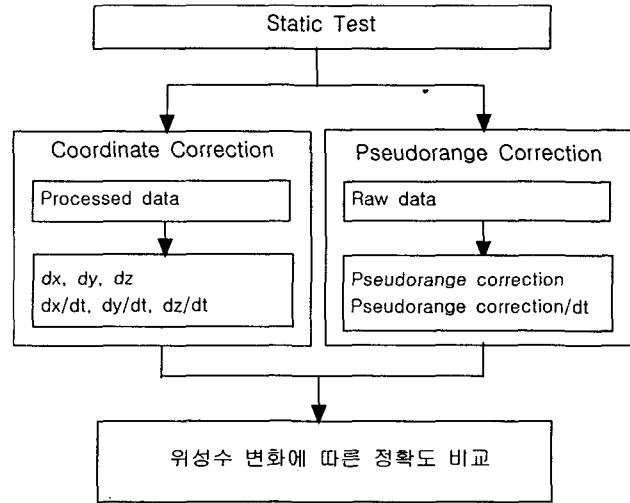 Static Test
Coordinate Correction
Processed data
dx, dy, dz
dx/dt, dy/dt, dz/dt
Pseudorange Correction
Raw data
Pseudorange correction
Pseudorange correction/dt
위성수 변화에 따른 정확도 비교